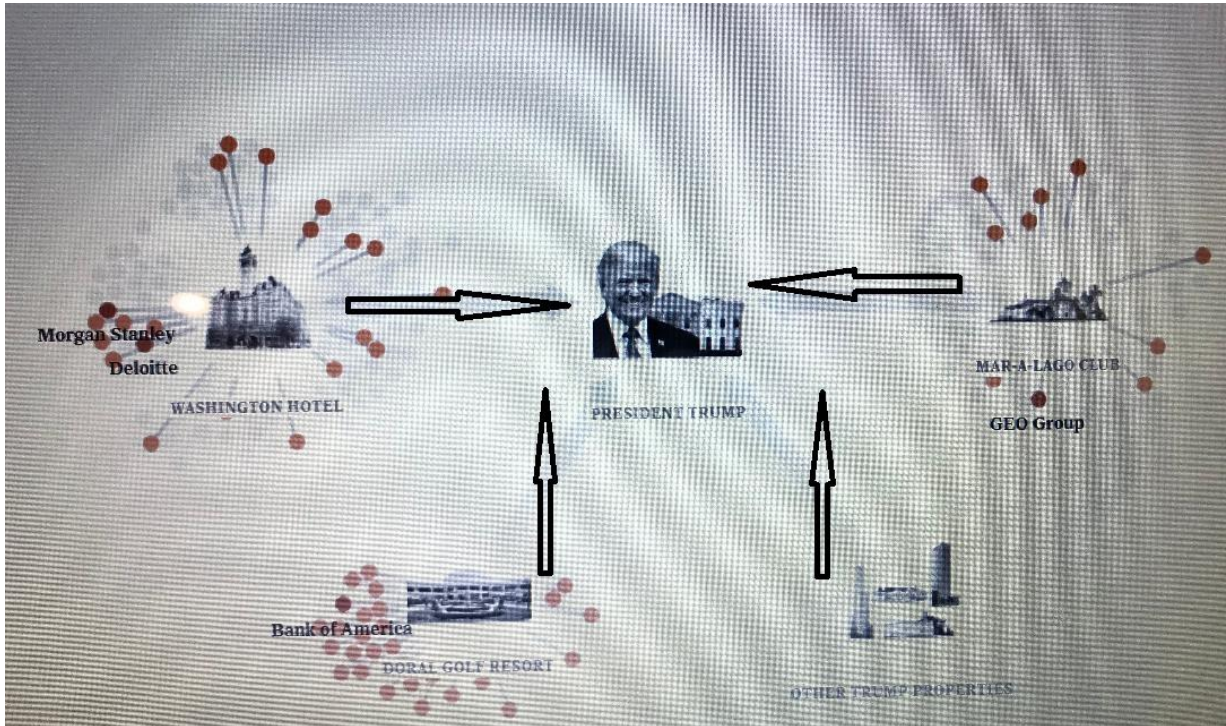 Morgan Stanley
Deloitte
WASHINGTON HOTEL
PRESIDENT TRUMP
MAR-A-LAGO CLUB
GEO Group
Bank of America
DORAL GOLF RESORT
OTHER TRUMP PROPERTIES